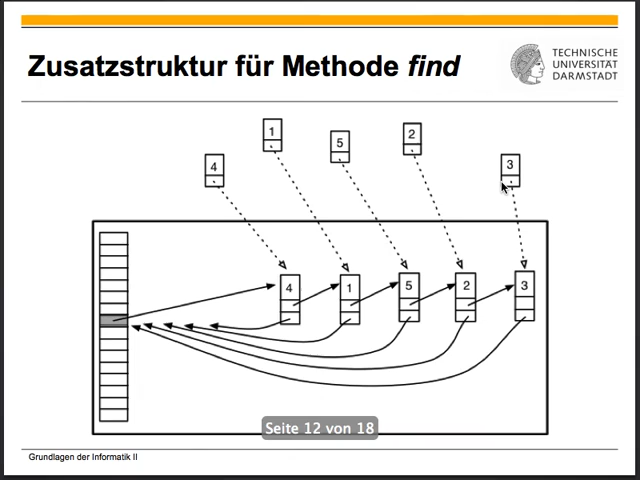 Zusatzstruktur für Methode find
TECHNISCHE
UNIVERSITÄT
DARMSTADT
4
1
5
2
3
4
1
5
2
3
Seite 12 von 18
Grundlagen der Informatik II